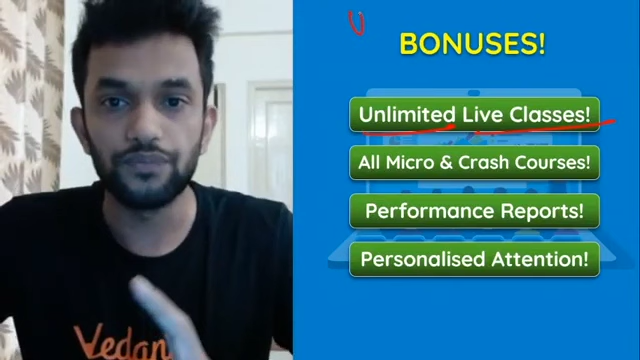 BONUSES!
Unlimited Live Classes!
All Micro & Crash Courses!
Performance Reports!
Personalised Attention!
Vedan